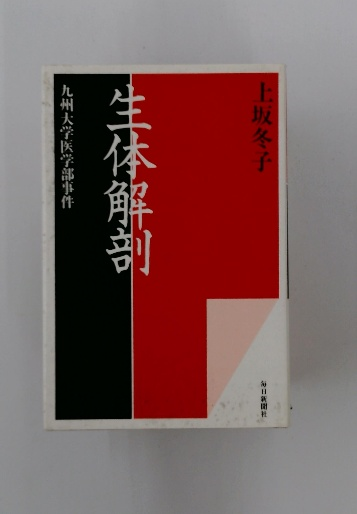 上坂冬子
生体解剖
九州大学医学部事件
毎日新聞社